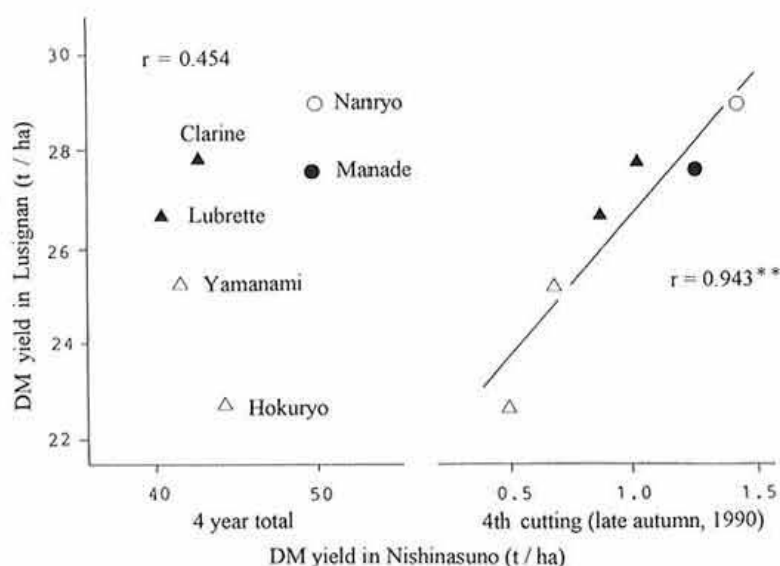 30
28
26
24
22
DM yield in Lusignan (t / ha)
r = 0.454
Nanryo
Clarine
Manade
Lubrette
Yamanami
Hokuryo
r = 0.943**
40
50
0.5
1.0
1.5
4 year total
4th cutting (late autumn, 1990)
DM yield in Nishinasuno (t / ha)